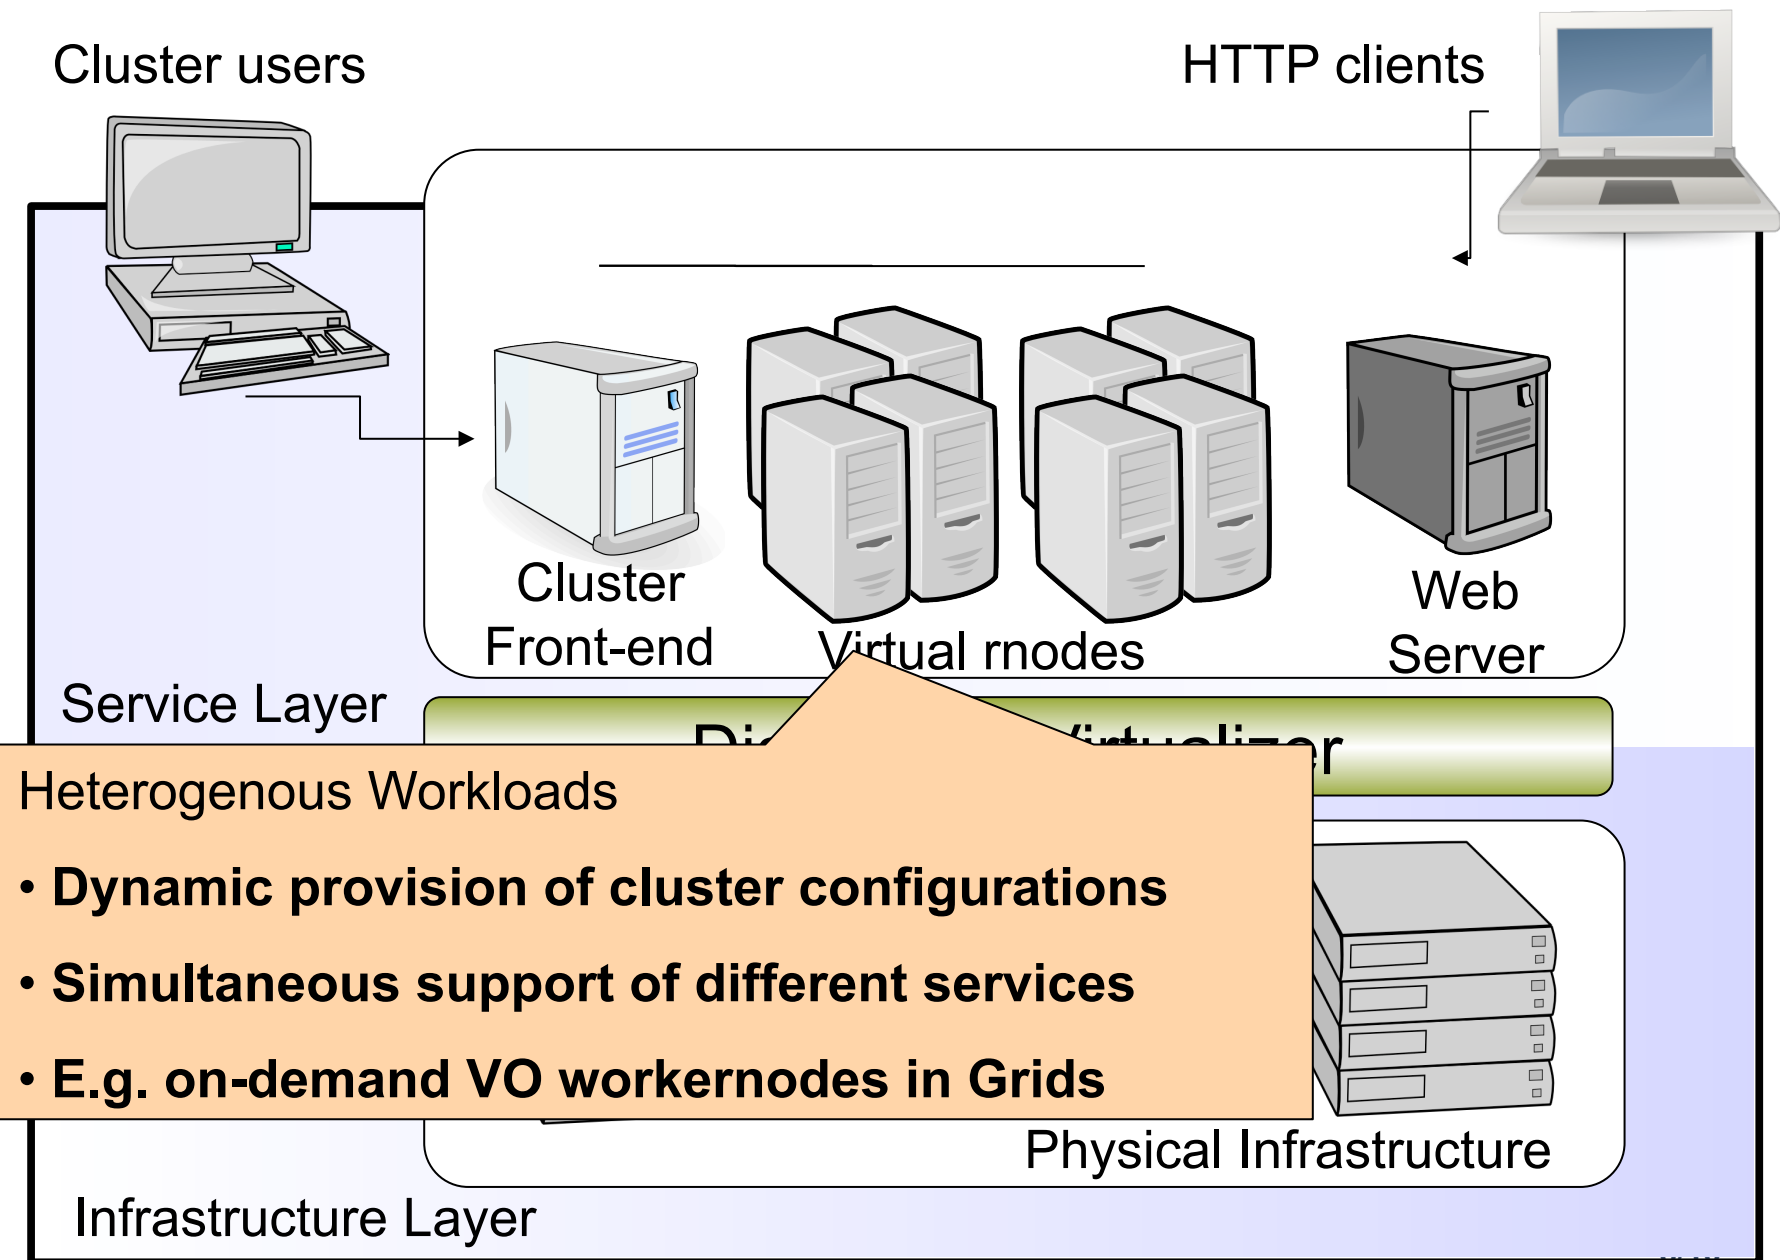 Cluster users
HTTP clients
Cluster
Front-end
Virtual rnodes
Web
Server
Service Layer
Heterogenous Workloads
• Dynamic provision of cluster configurations
• Simultaneous support of different services
• E.g. on-demand VO workernodes in Grids
Physical Infrastructure
Infrastructure Layer